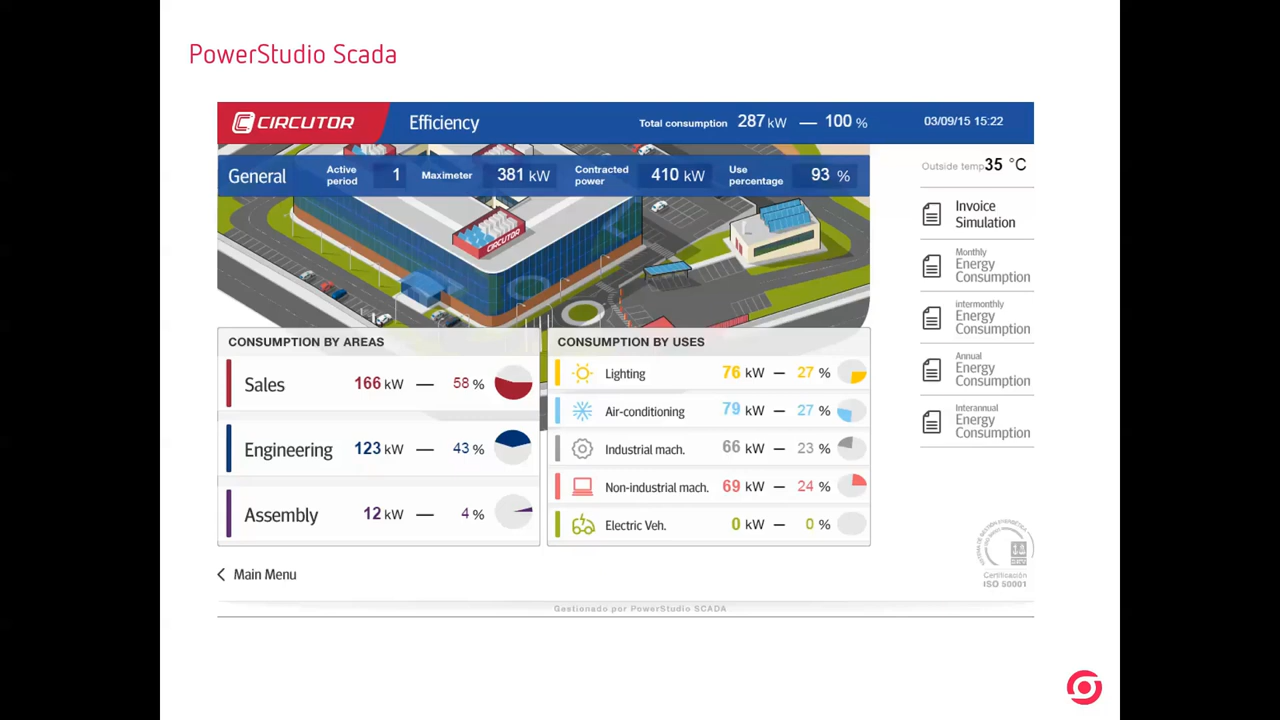 PowerStudio Scada
CIRCUTOR
Efficiency
Total consumption 287 kW — 100 %
03/09/15 15:22
General
Active period 1
Maximeter 381 kW
Contracted power 410 kW
Use percentage 93 %
Outside temp 35 °C
Invoice
Simulation
Monthly
Energy
Consumption
intermonthly
Energy
Consumption
Annual
Energy
Consumption
Interannual
Energy
Consumption
CIRCUTOR
CONSUMPTION BY AREAS
Sales 166 kW — 58 %
Engineering 123 kW — 43 %
Assembly 12 kW — 4 %
CONSUMPTION BY USES
Lighting 76 kW — 27 %
Air-conditioning 79 kW — 27 %
Industrial mach. 66 kW — 23 %
Non-industrial mach. 69 kW — 24 %
Electric Veh. 0 kW — 0 %
Main Menu
Certificación
ISO 50001
Gestionado por PowerStudio SCADA